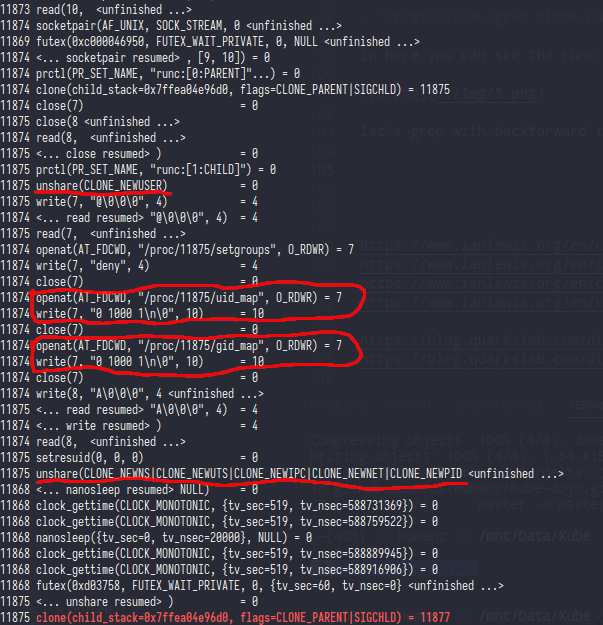 11873 read(10,  <unfinished ...>
11874 socketpair(AF_UNIX, SOCK_STREAM, 0 <unfinished ...>
11869 futex(0xc000046950, FUTEX_WAIT_PRIVATE, 0, NULL <unfinished ...>
11874 <... socketpair resumed> , [9, 10]) = 0
11874 prctl(PR_SET_NAME, "runc:[0:PARENT]"...) = 0
11874 clone(child_stack=0x7ffea04e96d0, flags=CLONE_PARENT|SIGCHLD) = 11875
11874 close(7) = 0
11875 close(8 <unfinished ...>
11874 read(8,  <unfinished ...>
11875 <... close resumed> ) = 0
11875 prctl(PR_SET_NAME, "runc:[1:CHILD]") = 0
11875 unshare(CLONE_NEWUSER) = 0
11875 write(7, "@\0\0\0", 4) = 4
11874 <... read resumed> "@\0\0\0", 4) = 4
11875 read(7,  <unfinished ...>
11874 openat(AT_FDCWD, "/proc/11875/setgroups", O_RDWR) = 7
11874 write(7, "deny", 4) = 4
11874 close(7) = 0
11874 openat(AT_FDCWD, "/proc/11875/uid_map", O_RDWR) = 7
11874 write(7, "0 1000 1\n\0", 10) = 10
11874 close(7) = 0
11874 openat(AT_FDCWD, "/proc/11875/gid_map", O_RDWR) = 7
11874 write(7, "0 1000 1\n\0", 10) = 10
11874 close(7) = 0
11874 write(8, "A\0\0\0", 4 <unfinished ...>
11875 <... read resumed> "A\0\0\0", 4) = 4
11874 <... write resumed> ) = 4
11874 read(8,  <unfinished ...>
11875 setresuid(0, 0, 0) = 0
11875 unshare(CLONE_NEWNS|CLONE_NEWUTS|CLONE_NEWIPC|CLONE_NEWNET|CLONE_NEWPID <unfinished ...>
11868 <... nanosleep resumed> NULL) = 0
11868 clock_gettime(CLOCK_MONOTONIC, {tv_sec=519, tv_nsec=588731369}) = 0
11868 clock_gettime(CLOCK_MONOTONIC, {tv_sec=519, tv_nsec=588759522}) = 0
11868 nanosleep({tv_sec=0, tv_nsec=20000}, NULL) = 0
11868 clock_gettime(CLOCK_MONOTONIC, {tv_sec=519, tv_nsec=588889945}) = 0
11868 clock_gettime(CLOCK_MONOTONIC, {tv_sec=519, tv_nsec=588916906}) = 0
11868 futex(0xd03758, FUTEX_WAIT_PRIVATE, 0, {tv_sec=60, tv_nsec=0} <unfinished ...>
11875 <... unshare resumed> ) = 0
11875 clone(child_stack=0x7ffea04e96d0, flags=CLONE_PARENT|SIGCHLD) = 11877